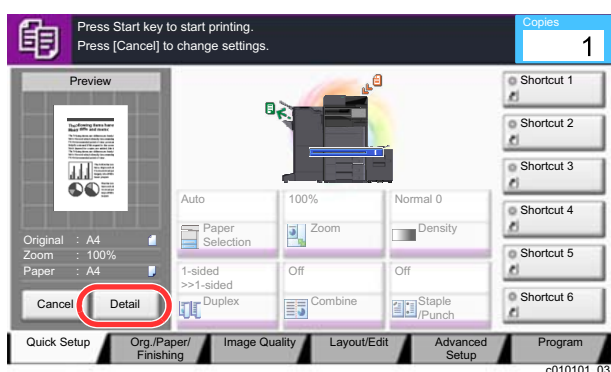 Press Start key to start printing.
Press [Cancel] to change settings.
Copies
1
Preview
Original : A4
Zoom : 100%
Paper : A4
Cancel
Detail
Auto
Paper
Selection
100%
Zoom
Normal 0
Density
1-sided
>>1-sided
Duplex
Off
Combine
Off
Staple
/Punch
Shortcut 1
Shortcut 2
Shortcut 3
Shortcut 4
Shortcut 5
Shortcut 6
Quick Setup
Org./Paper/
Finishing
Image Quality
Layout/Edit
Advanced
Setup
Program
c010101_03